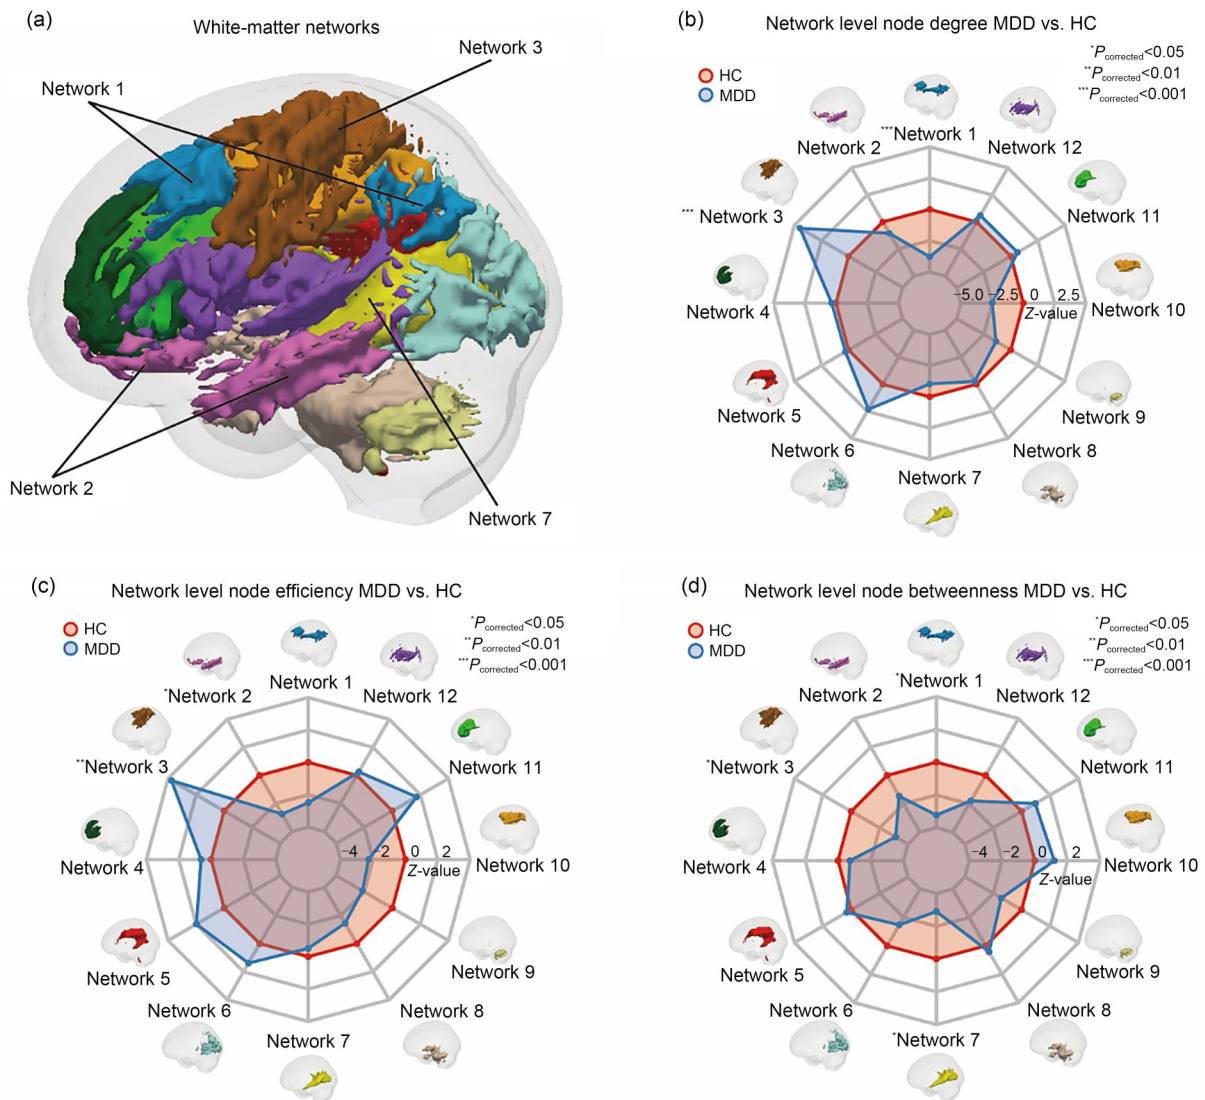 (a)
White-matter networks
Network 3
Network 1
Network 2
Network 7
(b)
Network level node degree MDD vs. HC
HC
MDD
*Pcorrected<0.05
**Pcorrected<0.01
***Pcorrected<0.001
***Network 1
Network 2
Network 12
*** Network 3
Network 11
Network 4
−5.0 −2.5 0 2.5
Z-value
Network 10
Network 5
Network 9
Network 6
Network 8
Network 7
(c)
Network level node efficiency MDD vs. HC
HC
MDD
*Pcorrected<0.05
**Pcorrected<0.01
***Pcorrected<0.001
Network 1
*Network 2
Network 12
**Network 3
Network 11
Network 4
−4 −2 0 2
Z-value
Network 10
Network 5
Network 9
Network 6
Network 8
Network 7
(d)
Network level node betweenness MDD vs. HC
HC
MDD
*Pcorrected<0.05
**Pcorrected<0.01
***Pcorrected<0.001
*Network 1
Network 2
Network 12
*Network 3
Network 11
Network 4
−4 −2 0 2
Z-value
Network 10
Network 5
Network 9
Network 6
Network 8
*Network 7